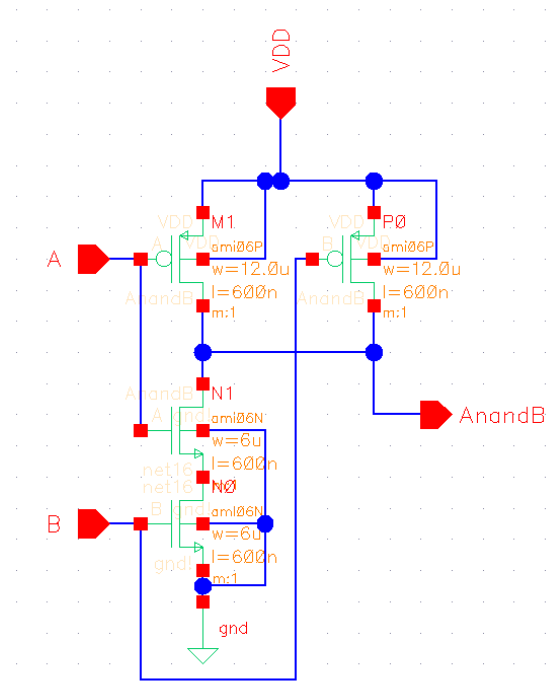 VDD
VDD
M1
VDD
P0
A
A
VDD
ami06P
w=12.0u
l=600n
m:1
AnandB
B
VDD
ami06P
w=12.0u
l=600n
m:1
AnandB
AnandB
AnandB
N1
A
gnd!
ami06N
w=6u
l=600n
net16
net16
N0
B
B
gnd!
ami06N
w=6u
l=600n
m:1
gnd!
gnd